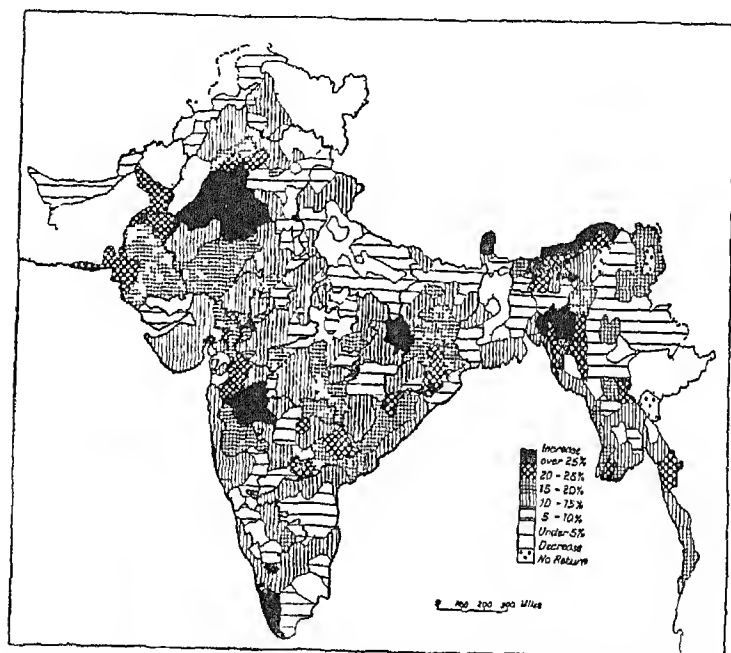 Increase
over 25%
20 - 25%
15 - 20%
10 - 15%
5 - 10%
Under 5%
Decrease
No Return
0 100 200 300 Miles